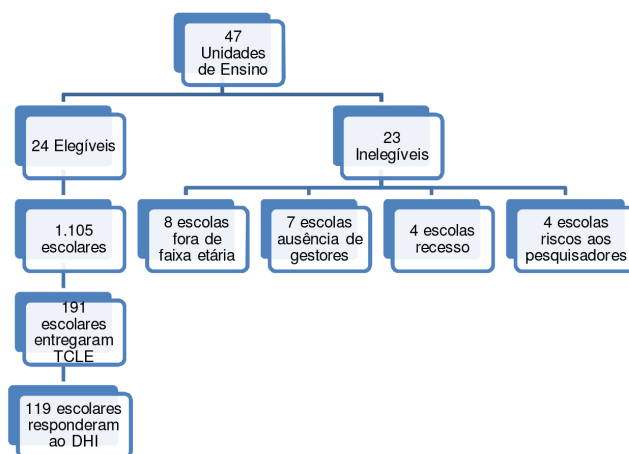 47
Unidades
de Ensino
24 Elegíveis
23
Inelegíveis
1.105
escolares
8 escolas
fora de
faixa etária
7 escolas
ausência de
gestores
4 escolas
recesso
4 escolas
riscos aos
pesquisadores
191
escolares
entregaram
TCLE
119 escolares
responderam
ao DHI